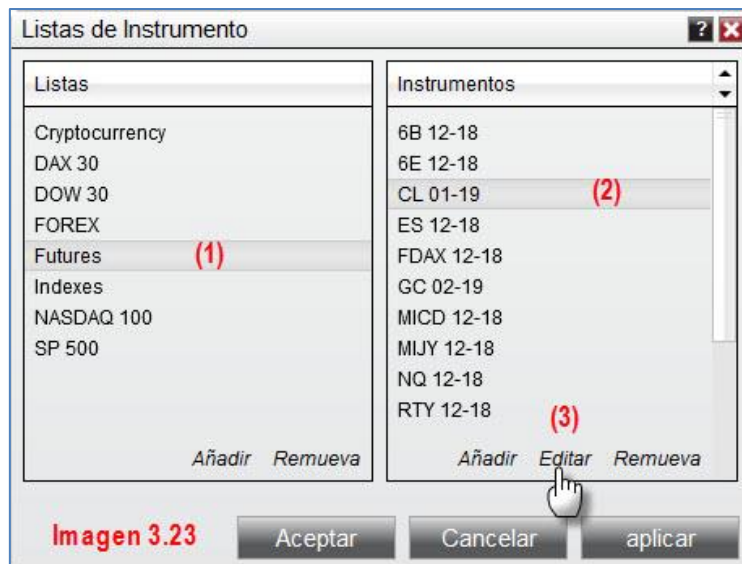 Listas de Instrumento
?
Listas
Cryptocurrency
DAX 30
DOW 30
FOREX
Futures (1)
Indexes
NASDAQ 100
SP 500
Añadir Remueva
Instrumentos
6B 12-18
6E 12-18
CL 01-19 (2)
ES 12-18
FDAX 12-18
GC 02-19
MICD 12-18
MIJY 12-18
NQ 12-18
RTY 12-18
(3)
Añadir Editar Remueva
Imagen 3.23 Aceptar Cancelar aplicar